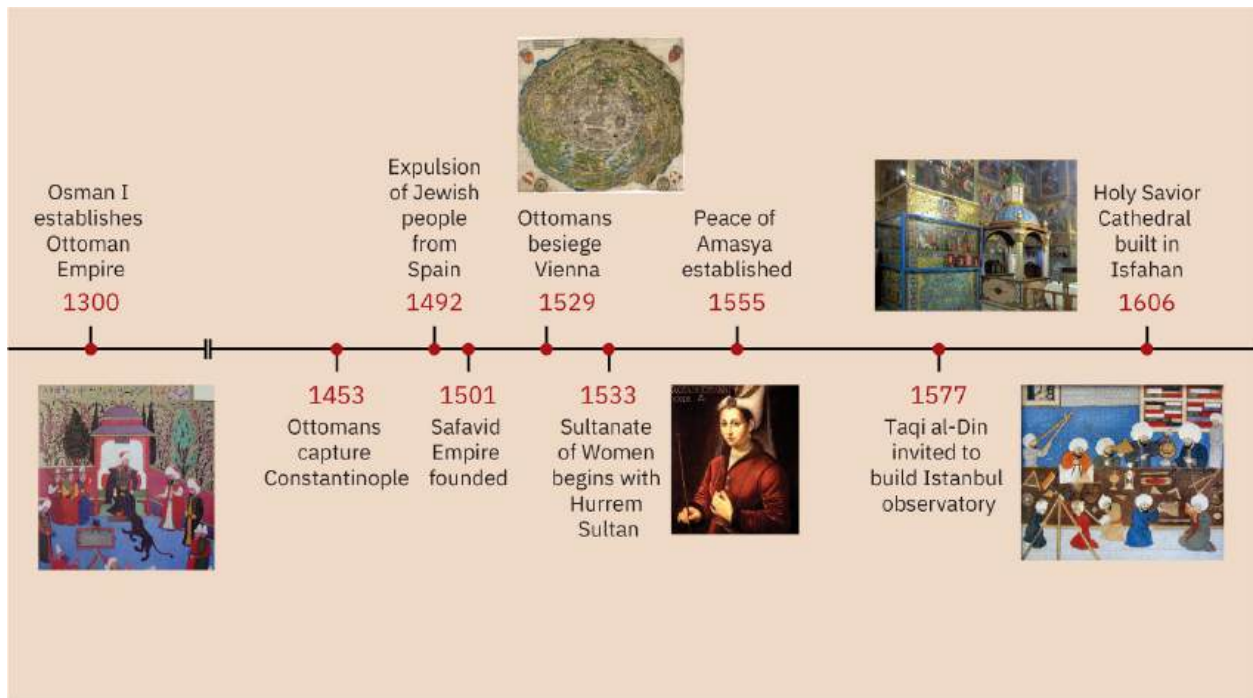 Osman I
establishes
Ottoman
Empire
1300
1453
Ottomans
capture
Constantinople
Expulsion
of Jewish
people
from
Spain
1492
1501
Safavid
Empire
founded
Ottomans
besiege
Vienna
1529
1533
Sultanate
of Women
begins with
Hurrem
Sultan
Peace of
Amasya
established
1555
1577
Taqi al-Din
invited to
build Istanbul
observatory
Holy Savior
Cathedral
built in
Isfahan
1606